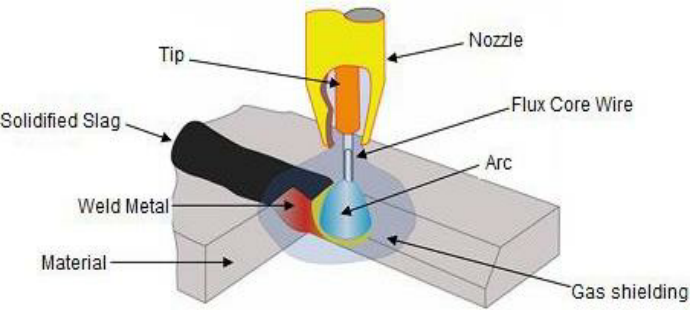 Nozzle
Tip
Flux Core Wire
Solidified Slag
Arc
Weld Metal
Material
Gas shielding